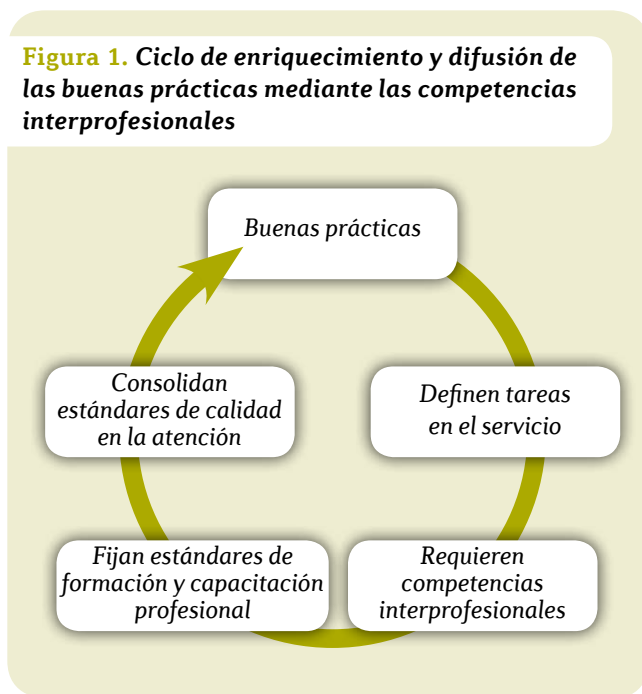 Figura 1. Ciclo de enriquecimiento y difusión de
las buenas prácticas mediante las competencias
interprofesionales
Buenas prácticas
Definen tareas
en el servicio
Requieren
competencias
interprofesionales
Fijan estándares de
formación y capacitación
profesional
Consolidan
estándares de calidad
en la atención